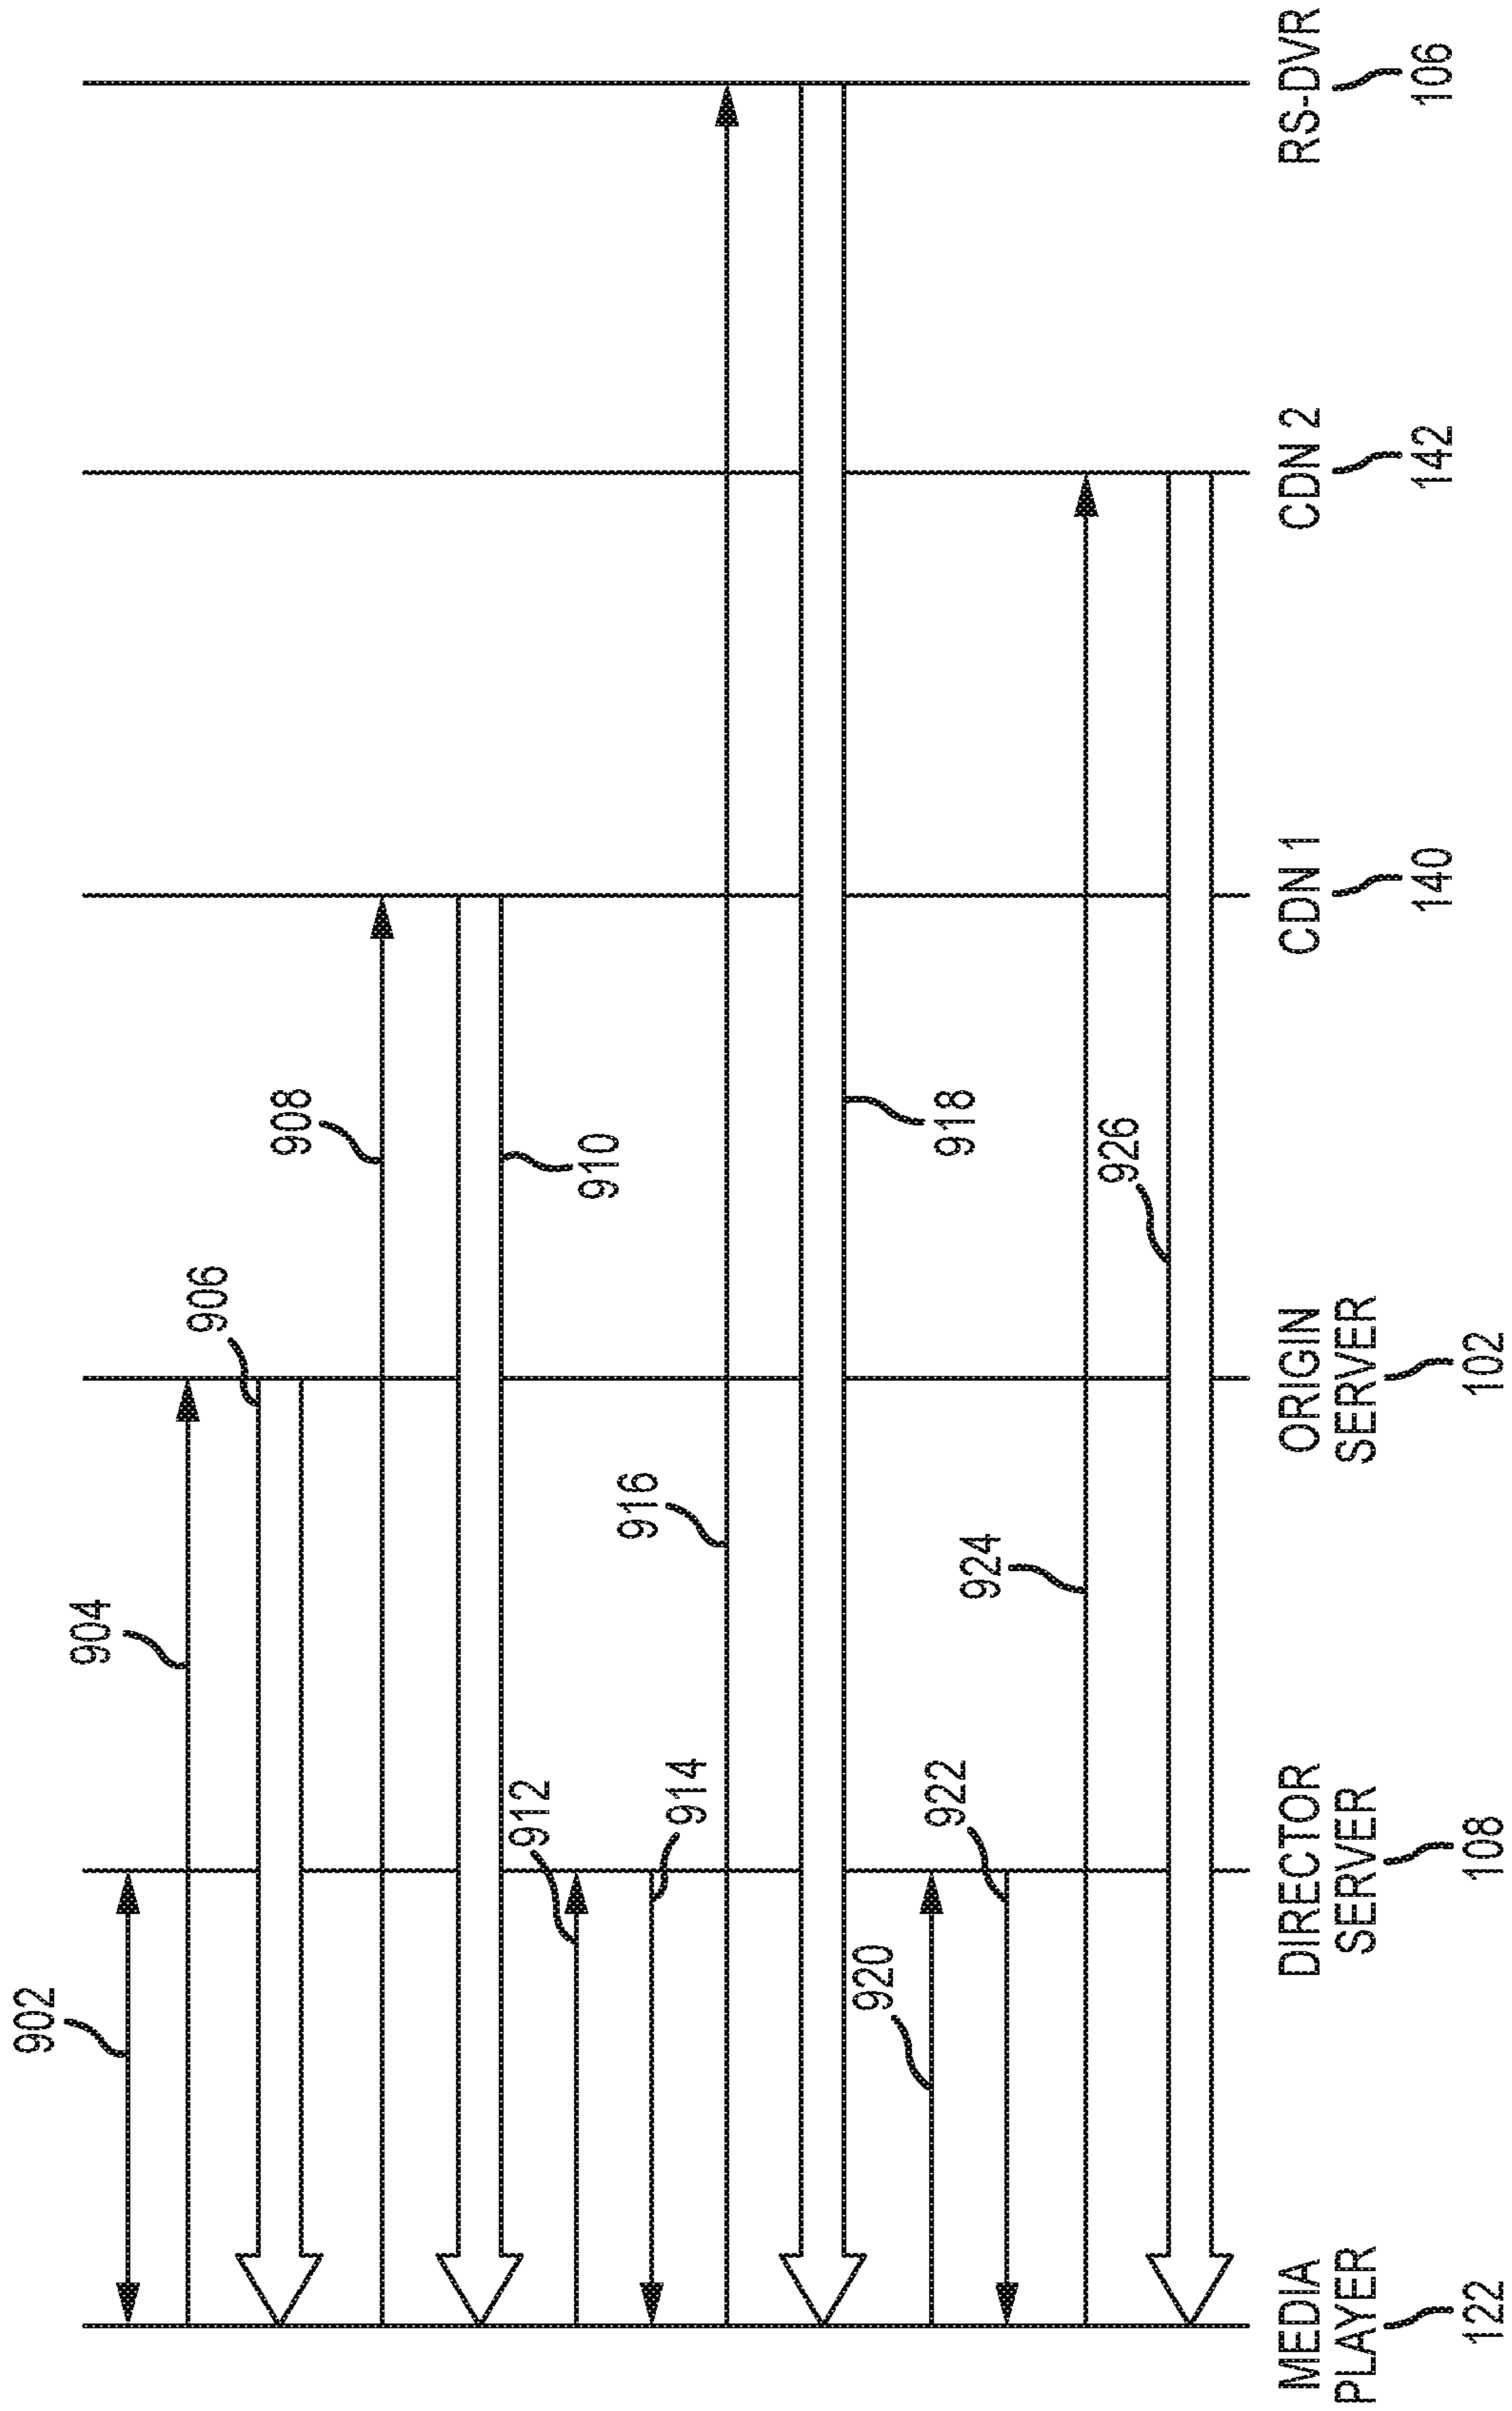 902
904
906
908
910
912
914
916
918
920
922
924
926
MEDIA
PLAYER
122
DIRECTOR
SERVER
108
ORIGIN
SERVER
102
CDN 1
140
CDN 2
142
RS-DVR
106